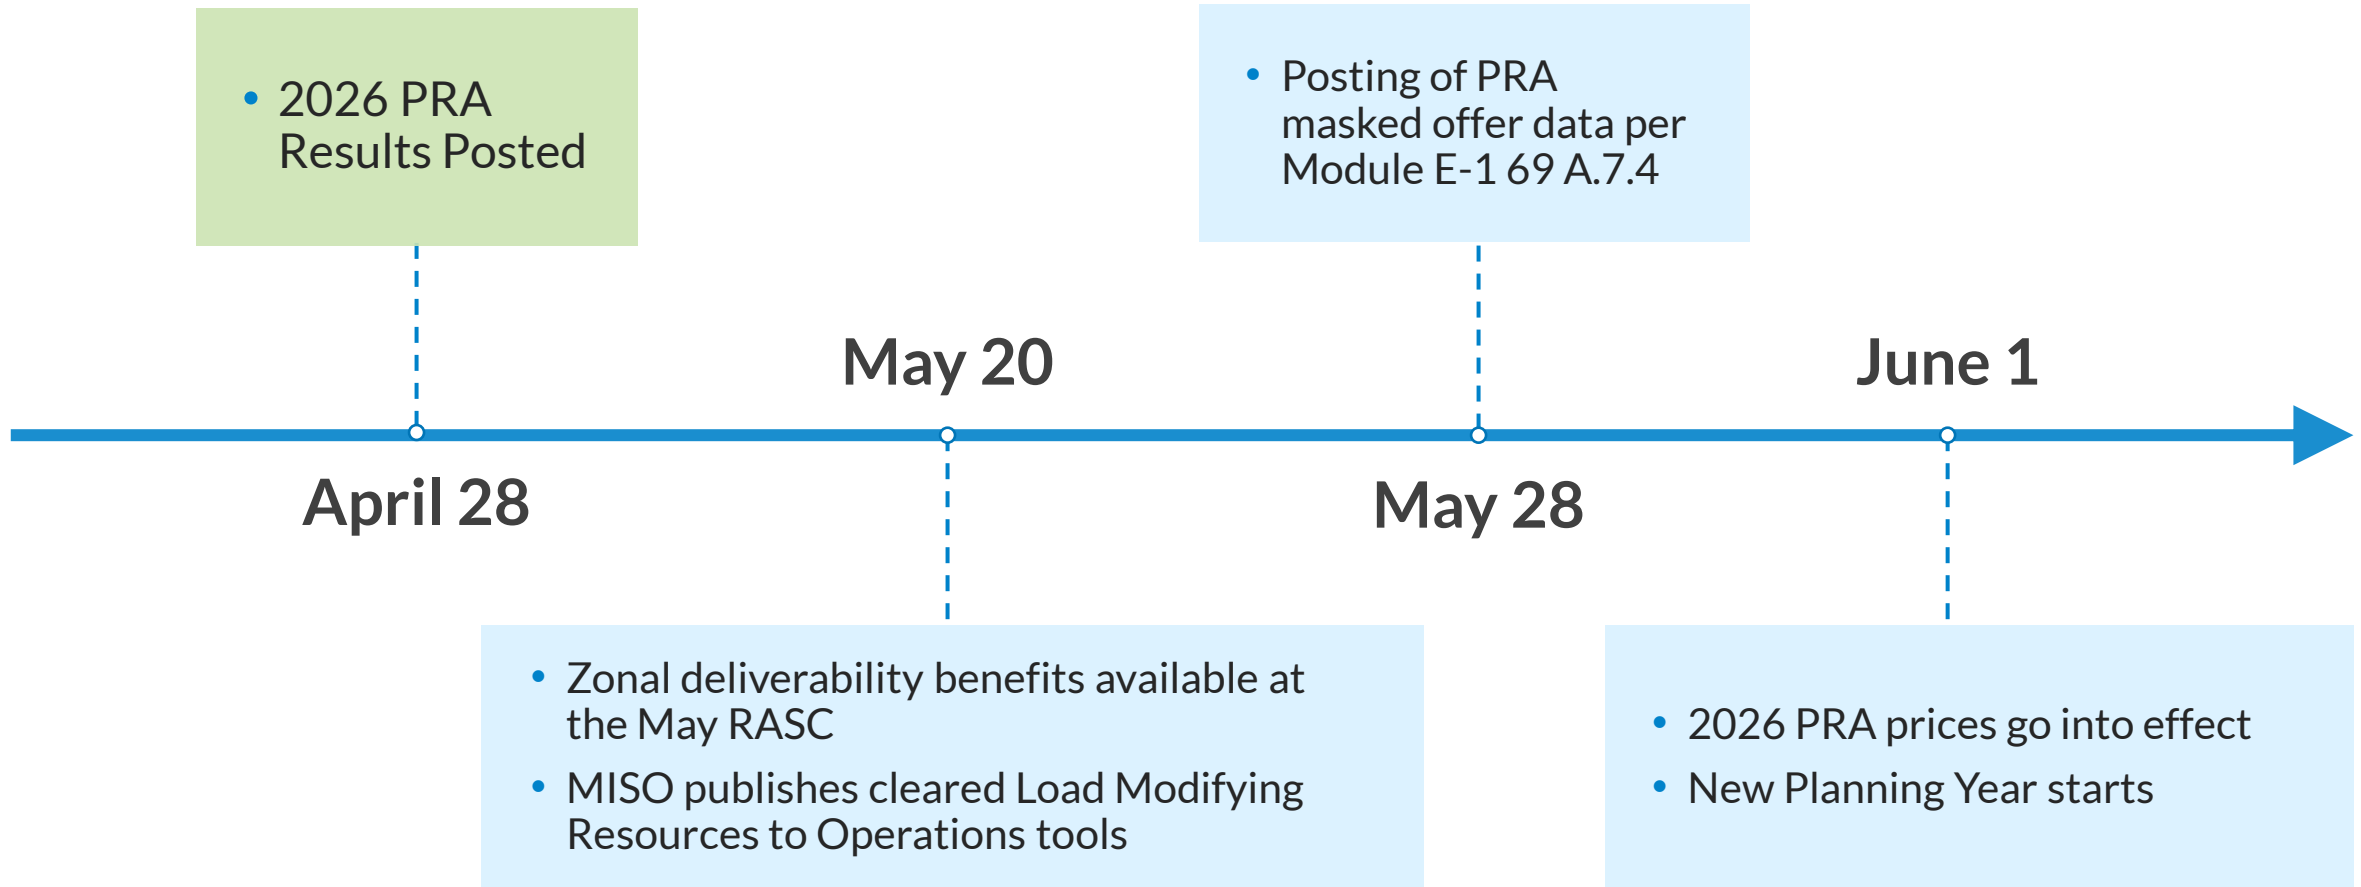 • 2026 PRA
Results Posted
• Posting of PRA
masked offer data per
Module E-1 69 A.7.4
May 20
June 1
April 28
May 28
• Zonal deliverability benefits available at
the May RASC
• MISO publishes cleared Load Modifying
Resources to Operations tools
• 2026 PRA prices go into effect
• New Planning Year starts